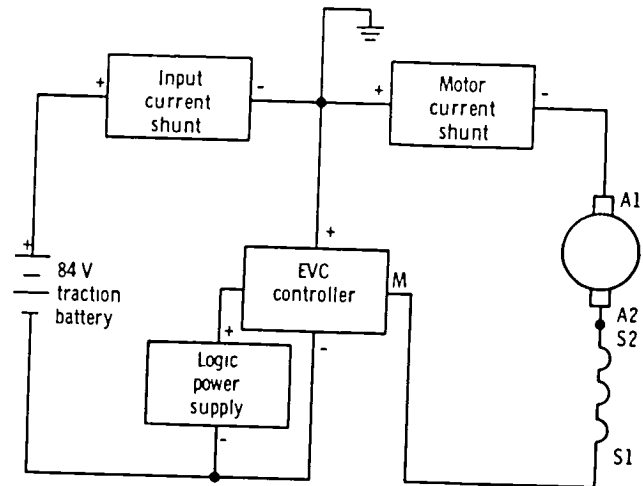 +
Input
current
shunt
-
+
Motor
current
shunt
-
A1
A2
S2
S1
+
84 V
traction
battery
+
EVC
controller
M
-
+
Logic
power
supply
-